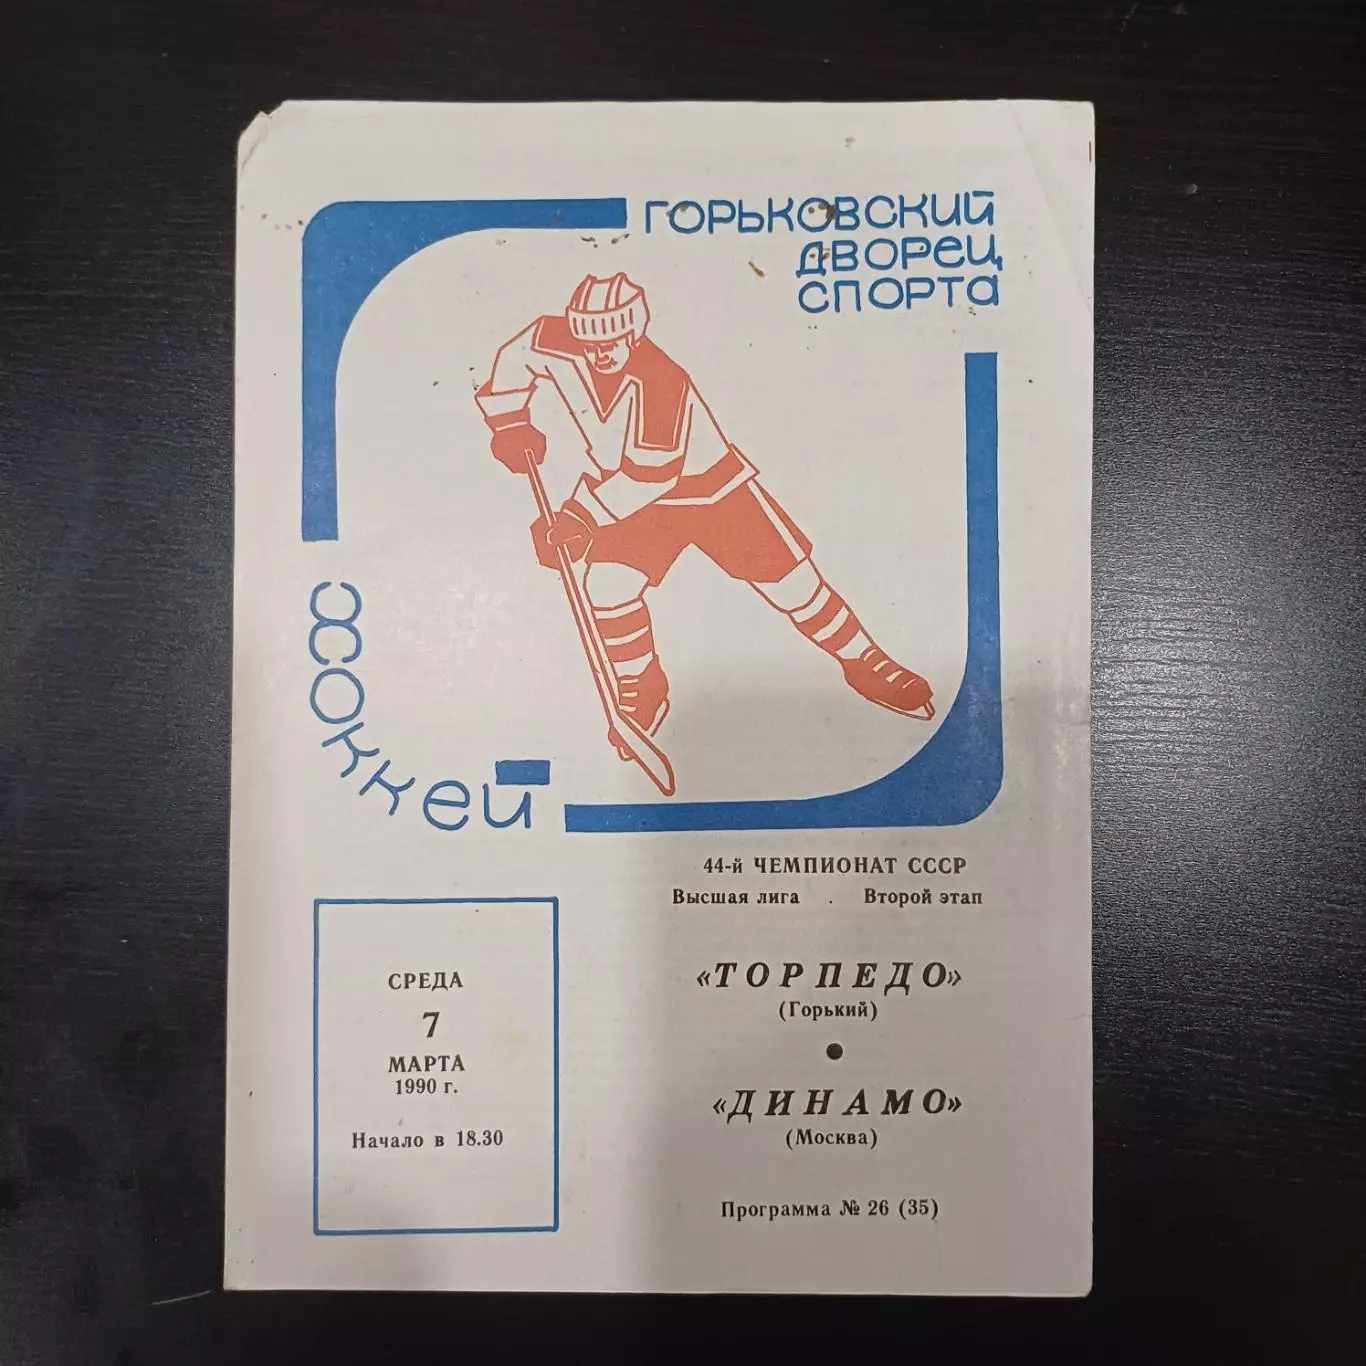 ГОРЬКОВСКИЙ
ДВОРЕЦ
СПОРТА
ХОККЕЙ
44-й ЧЕМПИОНАТ СССР
Высшая лига . Второй этап
«ТОРПЕДО»
(Горький)
●
«ДИНАМО»
(Москва)
Программа № 26 (35)
СРЕДА
7
МАРТА
1990 г.
Начало в 18.30